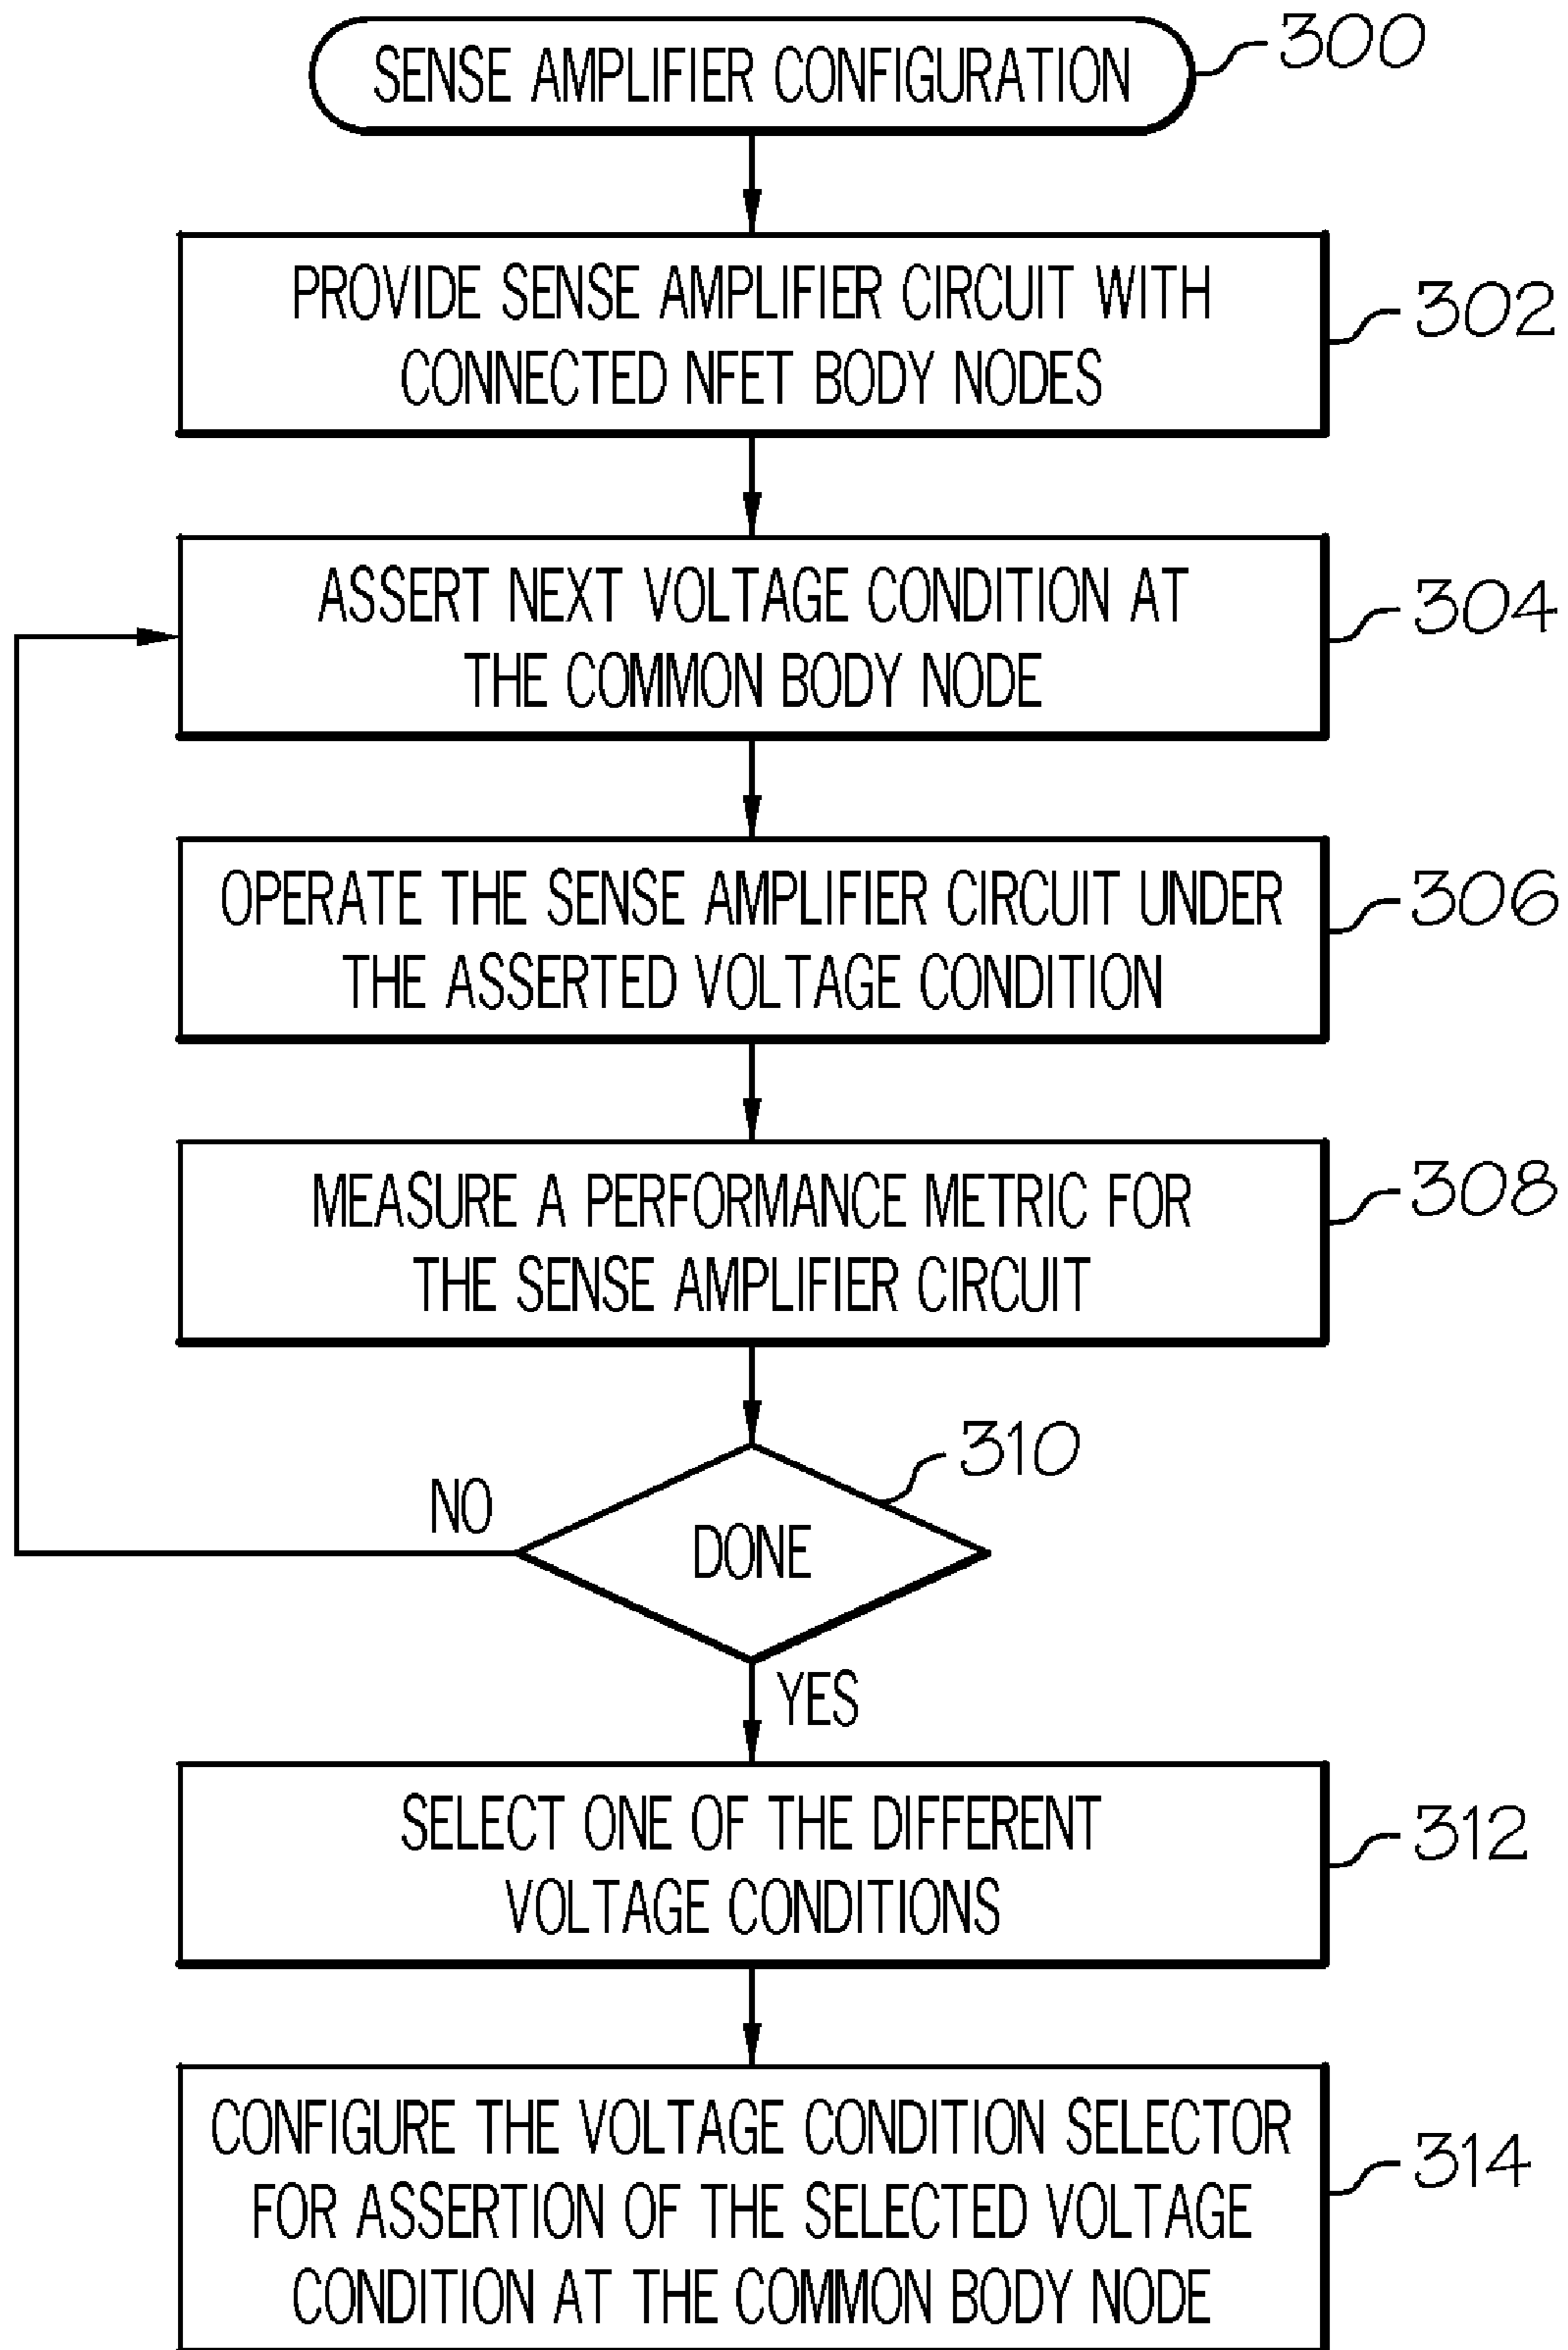 SENSE AMPLIFIER CONFIGURATION
300
PROVIDE SENSE AMPLIFIER CIRCUIT WITH
CONNECTED NFET BODY NODES
302
ASSERT NEXT VOLTAGE CONDITION AT
THE COMMON BODY NODE
304
OPERATE THE SENSE AMPLIFIER CIRCUIT UNDER
THE ASSERTED VOLTAGE CONDITION
306
MEASURE A PERFORMANCE METRIC FOR
THE SENSE AMPLIFIER CIRCUIT
308
310
NO
DONE
YES
SELECT ONE OF THE DIFFERENT
VOLTAGE CONDITIONS
312
CONFIGURE THE VOLTAGE CONDITION SELECTOR
FOR ASSERTION OF THE SELECTED VOLTAGE
CONDITION AT THE COMMON BODY NODE
314